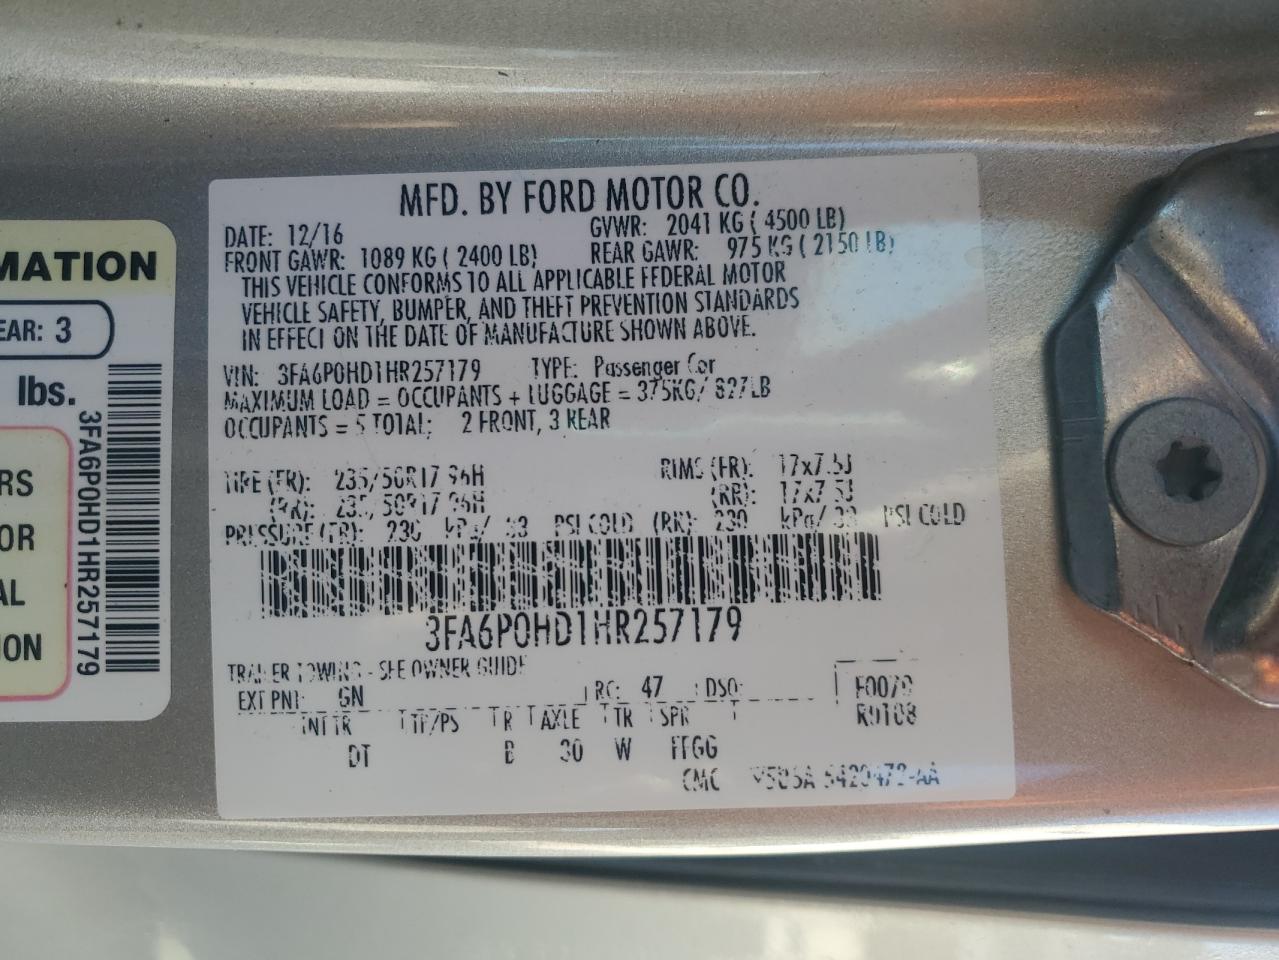 MFD. BY FORD MOTOR CO.
DATE: 12/16 GVWR: 2041 KG ( 4500 LB)
FRONT GAWR: 1089 KG ( 2400 LB) REAR GAWR: 975 KG ( 2150 LB)
THIS VEHICLE CONFORMS TO ALL APPLICABLE FEDERAL MOTOR
VEHICLE SAFETY, BUMPER, AND THEFT PREVENTION STANDARDS
IN EFFECT ON THE DATE OF MANUFACTURE SHOWN ABOVE.
VIN: 3FA6P0HD1HR257179 TYPE: Passenger Car
MAXIMUM LOAD = OCCUPANTS + LUGGAGE = 375KG/ 827LB
OCCUPANTS = 5 TOTAL; 2 FRONT, 3 REAR
TIRE (FR): 235/50R17 96H RIMS (FR): 17x7.5J
(RR): 235/50R17 96H (RR): 17x7.5J
PRESSURE (FR): 230 kPa/ 33 PSI COLD (RR): 230 kPa/ 33 PSI COLD
3FA6P0HD1HR257179
TRAILER TOWING - SEE OWNER GUIDE
EXT PNT: GN RC: 47 DSO: F0079
INT TR TP/PS R AXLE TR SPR R0108
DT B 30 W FFGG
CMC
MATION
EAR: 3
lbs.
RS
OR
AL
ION
3FA6P0HD1HR257179